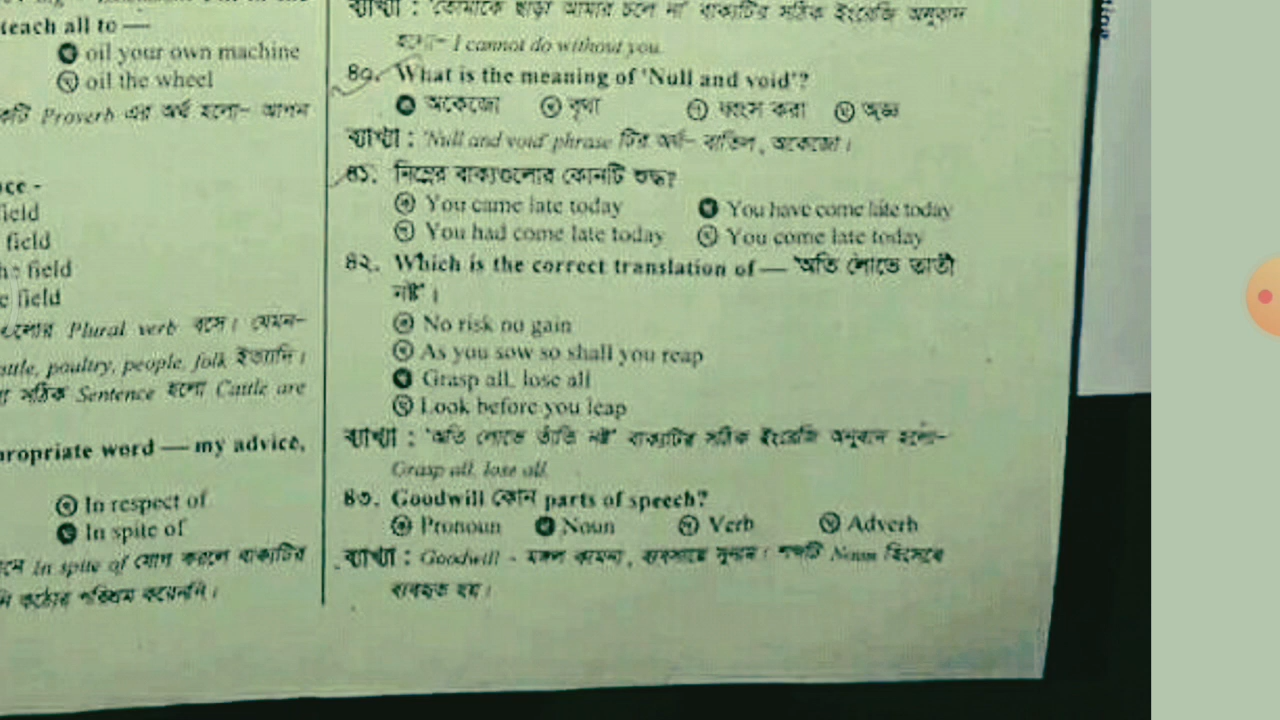 teach all to —
ঘ oil your own machine
ঘ oil the wheel
Proverb এর অর্থ হলো- আপন
field
field
field
field
Plural verb বসে। যেমন-
poultry, people, folk ইত্যাদি।
সঠিক Sentence হলো Cattle are
word — my advice,
In respect of
ঘ In spite of
In spite of যোগ করলে বাক্যটির
কঠোর পরিশ্রম করেননি।
ব্যাখ্যা : 'তোমাকে ছাড়া আমার চলে না' বাক্যটির সঠিক ইংরেজি অনুবাদ
হলো- I cannot do without you.
৪০. What is the meaning of 'Null and void'?
অকেজো খ বৃথা গ ধ্বংস করা ঘ অজ্ঞ
ব্যাখ্যা : 'Null and void' phrase টির অর্থ- বাতিল, অকেজো।
৪১. নিম্নের বাক্যগুলোর কোনটি শুদ্ধ?
ক You came late today খ You have come late today
গ You had come late today ঘ You come late today
৪২. Which is the correct translation of — 'অতি লোভে তাতী
নষ্ট'।
ক No risk no gain
খ As you sow so shall you reap
গ Grasp all, lose all
ঘ Look before you leap
ব্যাখ্যা : 'অতি লোভে তাঁতি নষ্ট' বাক্যটির সঠিক ইংরেজি অনুবাদ হলো-
Grasp all, lose all.
৪৩. Goodwill কোন parts of speech?
ক Pronoun খ Noun গ Verb ঘ Adverb
ব্যাখ্যা : Goodwill - মঙ্গল কামনা, ব্যবসায়ে সুনাম। শব্দটি Noun হিসেবে
ব্যবহৃত হয়।